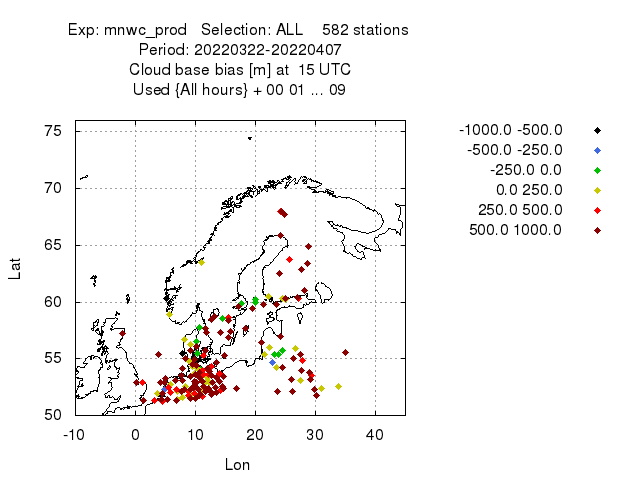 Exp: mnwc_prod   Selection: ALL    582 stations
Period: 20220322-20220407
Cloud base bias [m] at  15 UTC
Used {All hours} + 00 01 ... 09
-1000.0 -500.0
-500.0 -250.0
-250.0 0.0
0.0 250.0
250.0 500.0
500.0 1000.0
75
70
65
60
55
50
Lat
-10 0 10 20 30 40
Lon